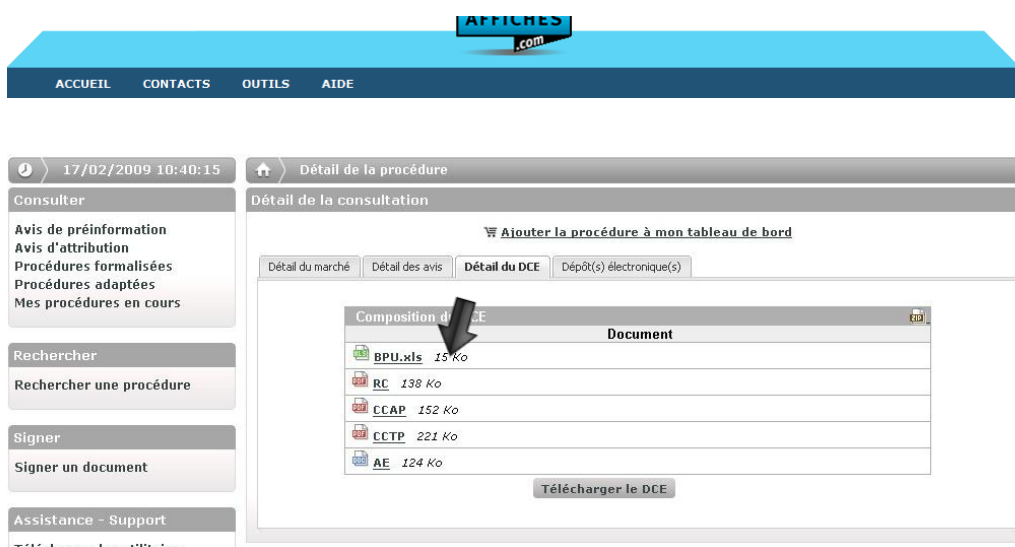 AFFICHES
.com
ACCUEIL CONTACTS OUTILS AIDE
17/02/2009 10:40:15
Détail de la procédure
Consulter
Avis de préinformation
Avis d'attribution
Procédures formalisées
Procédures adaptées
Mes procédures en cours
Rechercher
Rechercher une procédure
Signer
Signer un document
Assistance - Support
Détail de la consultation
Ajouter la procédure à mon tableau de bord
Détail du marché Détail des avis Détail du DCE Dépôt(s) électronique(s)
Composition du DCE
Document
BPU.xls 15 Ko
RC 138 Ko
CCAP 152 Ko
CCTP 221 Ko
AE 124 Ko
Télécharger le DCE